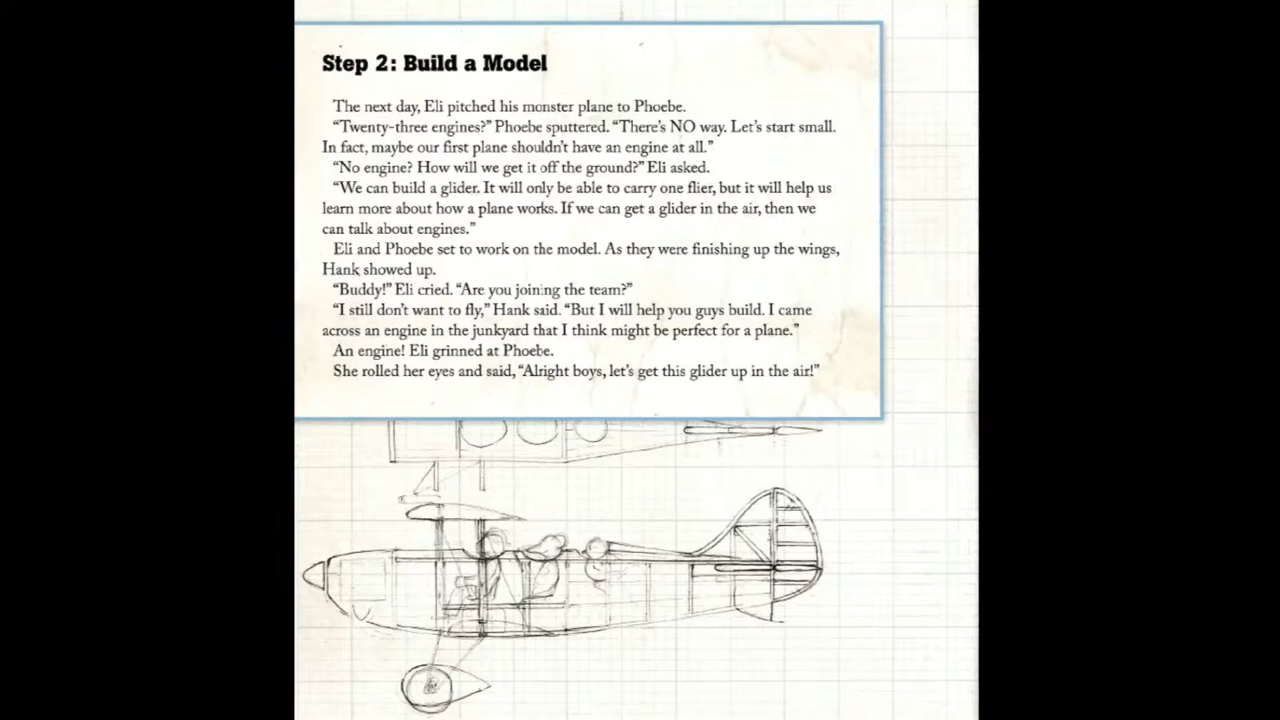 Step 2: Build a Model
The next day, Eli pitched his monster plane to Phoebe.
“Twenty-three engines?” Phoebe sputtered. “There’s NO way. Let’s start small.
In fact, maybe our first plane shouldn’t have an engine at all.”
“No engine? How will we get it off the ground?” Eli asked.
“We can build a glider. It will only be able to carry one flier, but it will help us
learn more about how a plane works. If we can get a glider in the air, then we
can talk about engines.”
Eli and Phoebe set to work on the model. As they were finishing up the wings,
Hank showed up.
“Buddy!” Eli cried. “Are you joining the team?”
“I still don’t want to fly,” Hank said. “But I will help you guys build. I came
across an engine in the junkyard that I think might be perfect for a plane.”
An engine! Eli grinned at Phoebe.
She rolled her eyes and said, “Alright boys, let’s get this glider up in the air!”